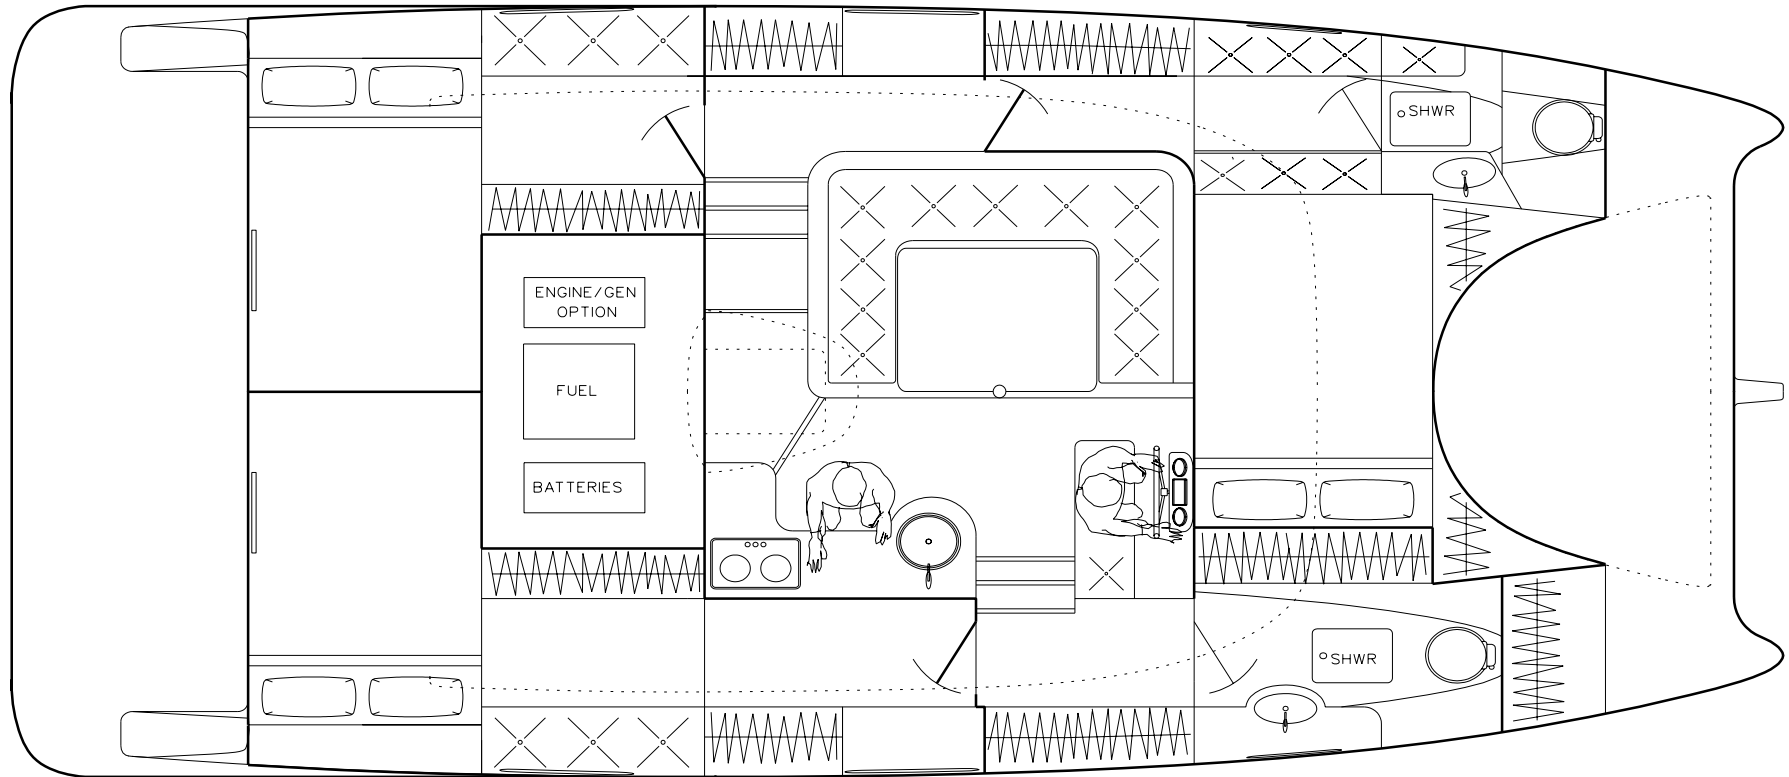 SHWR
ENGINE/GEN
OPTION
FUEL
BATTERIES
SHWR